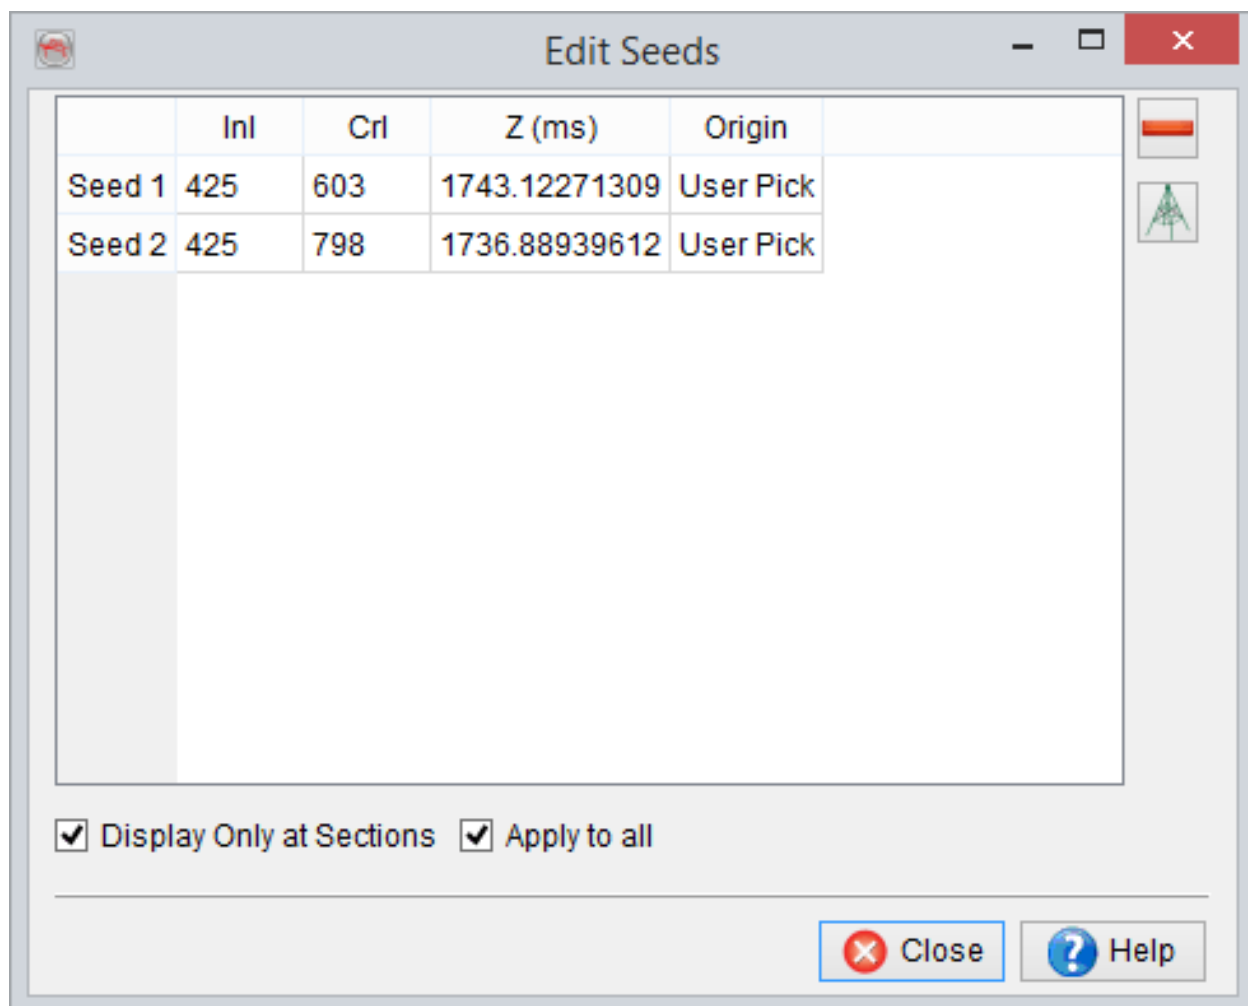 Edit Seeds
Inl Crl Z (ms) Origin
Seed 1 425 603 1743.12271309 User Pick
Seed 2 425 798 1736.88939612 User Pick
Display Only at Sections Apply to all
Close Help